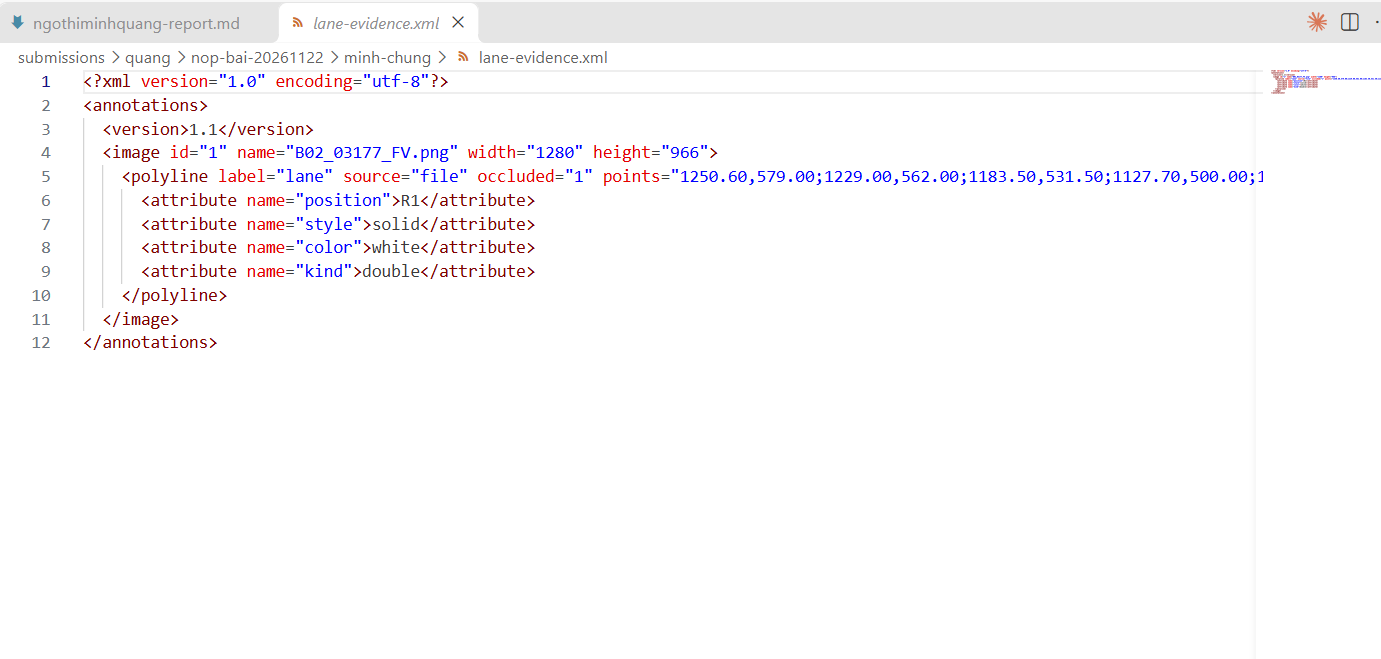 ngothiminhquang-report.md
lane-evidence.xml
submissions > quang > nop-bai-20261122 > minh-chung > lane-evidence.xml
1 <?xml version="1.0" encoding="utf-8"?>
2 <annotations>
3 <version>1.1</version>
4 <image id="1" name="B02_03177_FV.png" width="1280" height="966">
5 <polyline label="lane" source="file" occluded="1" points="1250.60,579.00;1229.00,562.00;1183.50,531.50;1127.70,500.00;1
6 <attribute name="position">R1</attribute>
7 <attribute name="style">solid</attribute>
8 <attribute name="color">white</attribute>
9 <attribute name="kind">double</attribute>
10 </polyline>
11 </image>
12 </annotations>